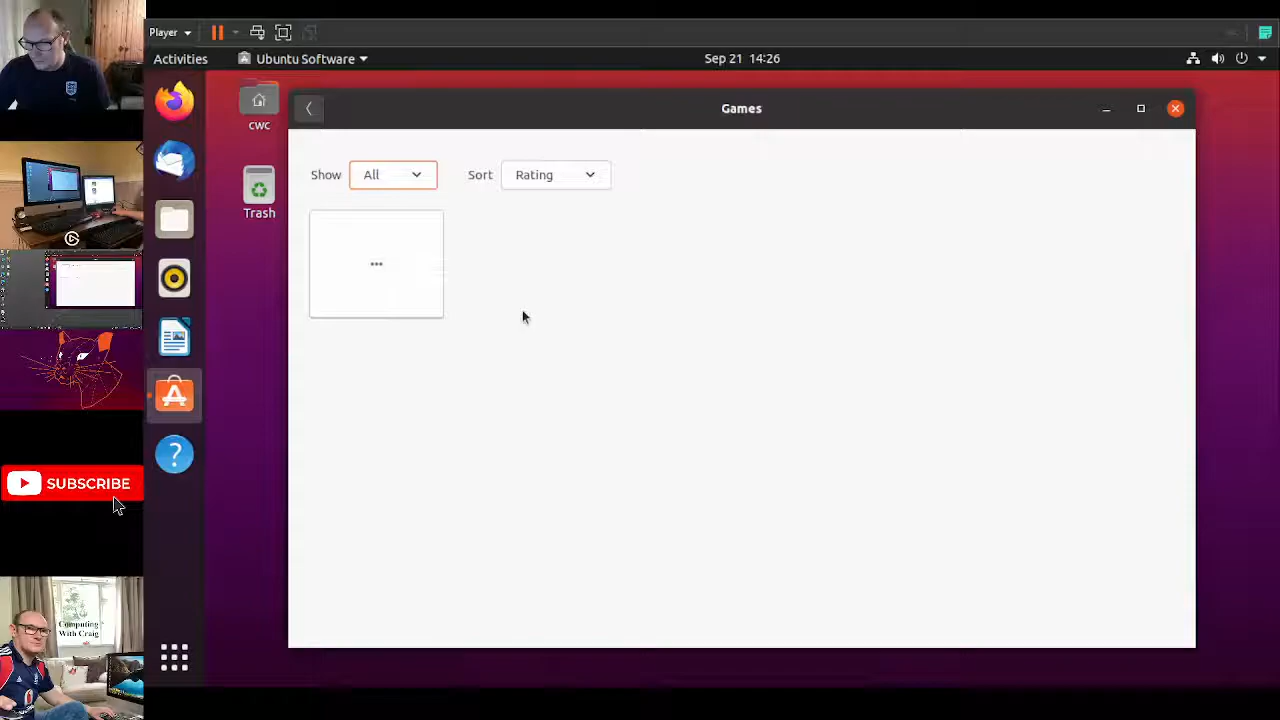 Player
Activities
Ubuntu Software
Sep 21 14:26
cwc
Games
Show
All
Sort
Rating
Trash
...
SUBSCRIBE
?
Computing
With Craig